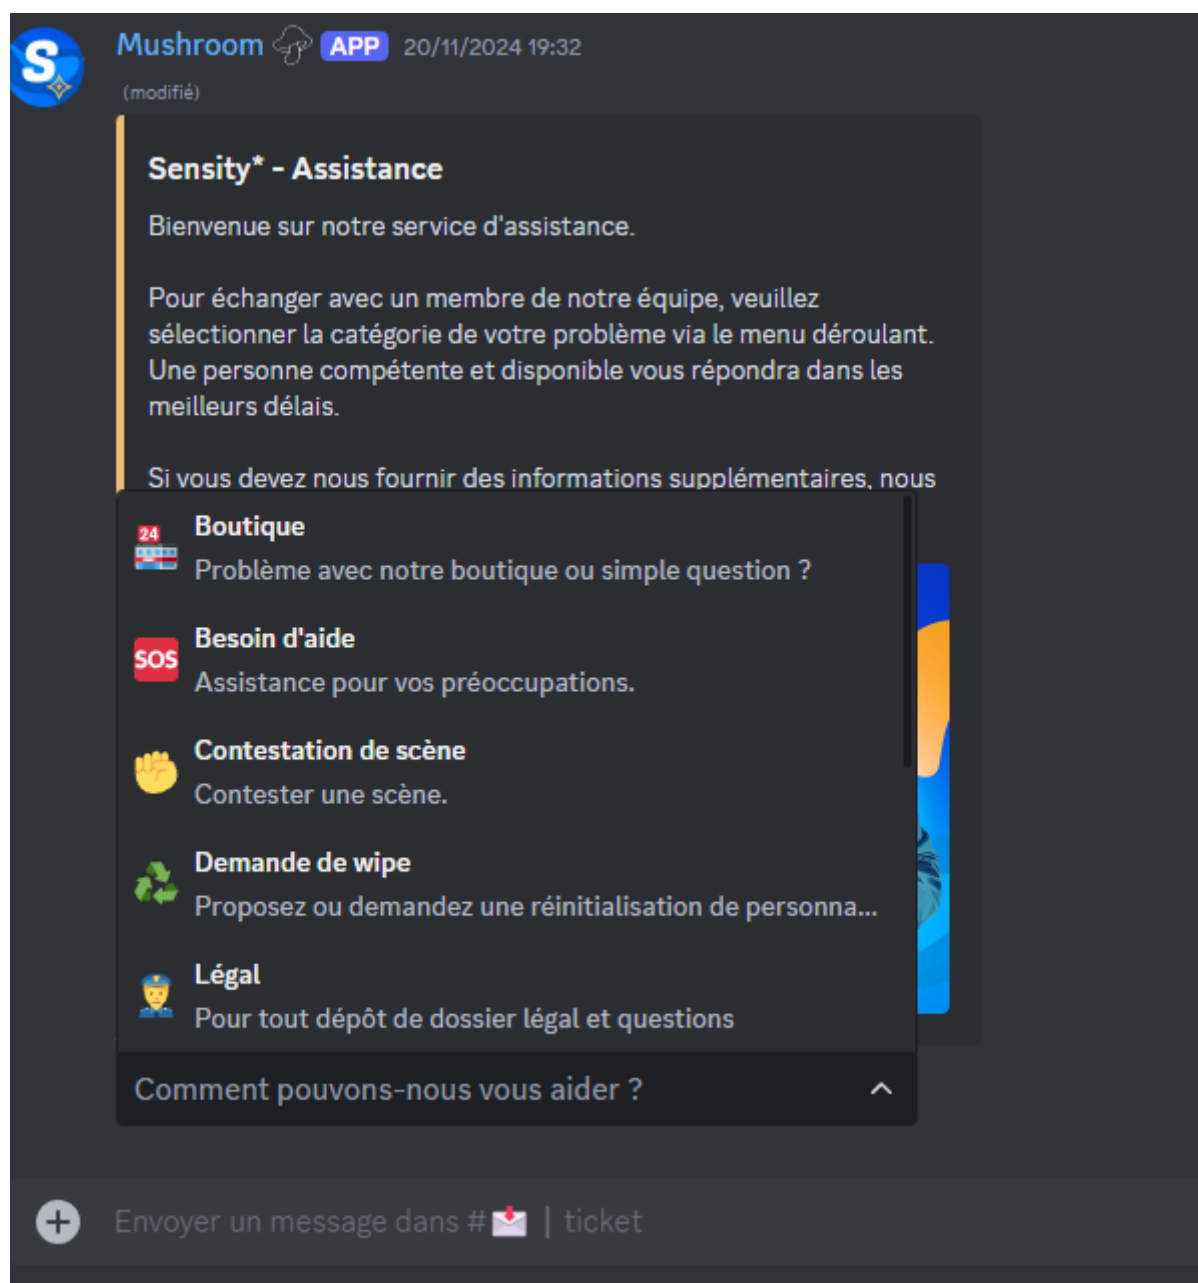 S
Mushroom APP 20/11/2024 19:32
(modifié)
Sensity* - Assistance
Bienvenue sur notre service d'assistance.
Pour échanger avec un membre de notre équipe, veuillez
sélectionner la catégorie de votre problème via le menu déroulant.
Une personne compétente et disponible vous répondra dans les
meilleurs délais.
Si vous devez nous fournir des informations supplémentaires, nous
24
Boutique
Problème avec notre boutique ou simple question ?
SOS
Besoin d'aide
Assistance pour vos préoccupations.
Contestation de scène
Contester une scène.
Demande de wipe
Proposez ou demandez une réinitialisation de personna...
Légal
Pour tout dépôt de dossier légal et questions
Comment pouvons-nous vous aider ?
Envoyer un message dans # | ticket